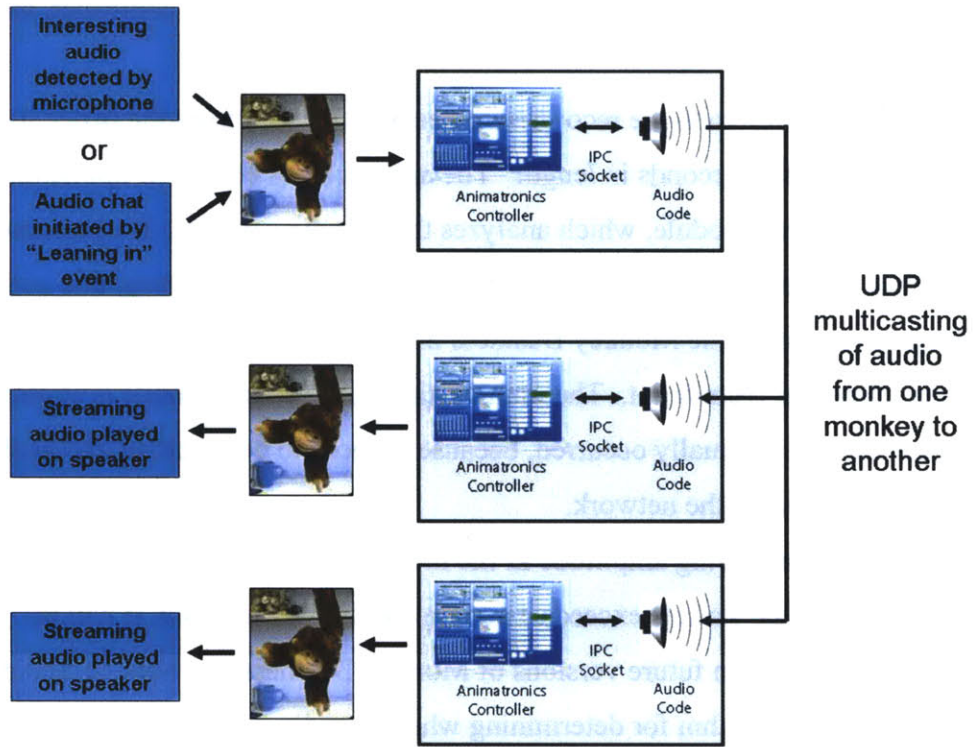 Interesting
audio
detected by
microphone
or
Audio chat
initiated by
“Leaning in”
event
Animatronics
Controller
IPC
Socket
Audio
Code
UDP
multicasting
of audio
from one
monkey to
another
Streaming
audio played
on speaker
Animatronics
Controller
IPC
Socket
Audio
Code
Streaming
audio played
on speaker
Animatronics
Controller
IPC
Socket
Audio
Code